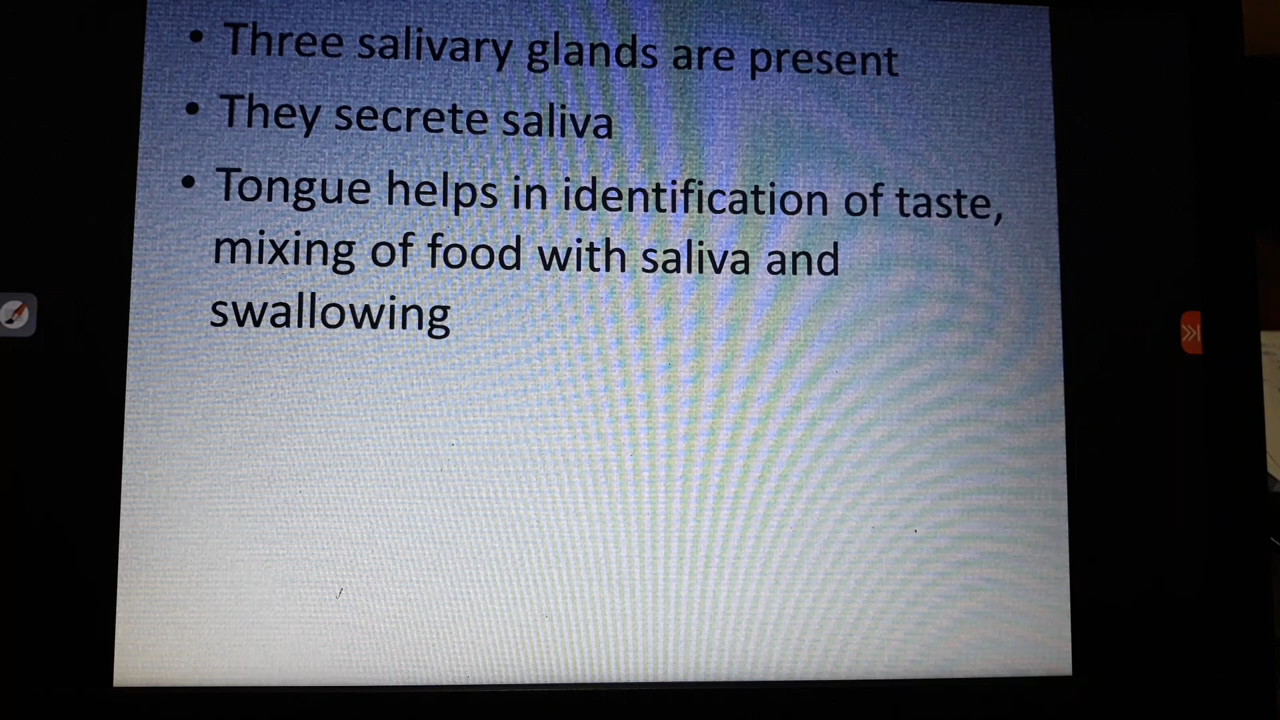 • Three salivary glands are present
• They secrete saliva
• Tongue helps in identification of taste,
mixing of food with saliva and
swallowing